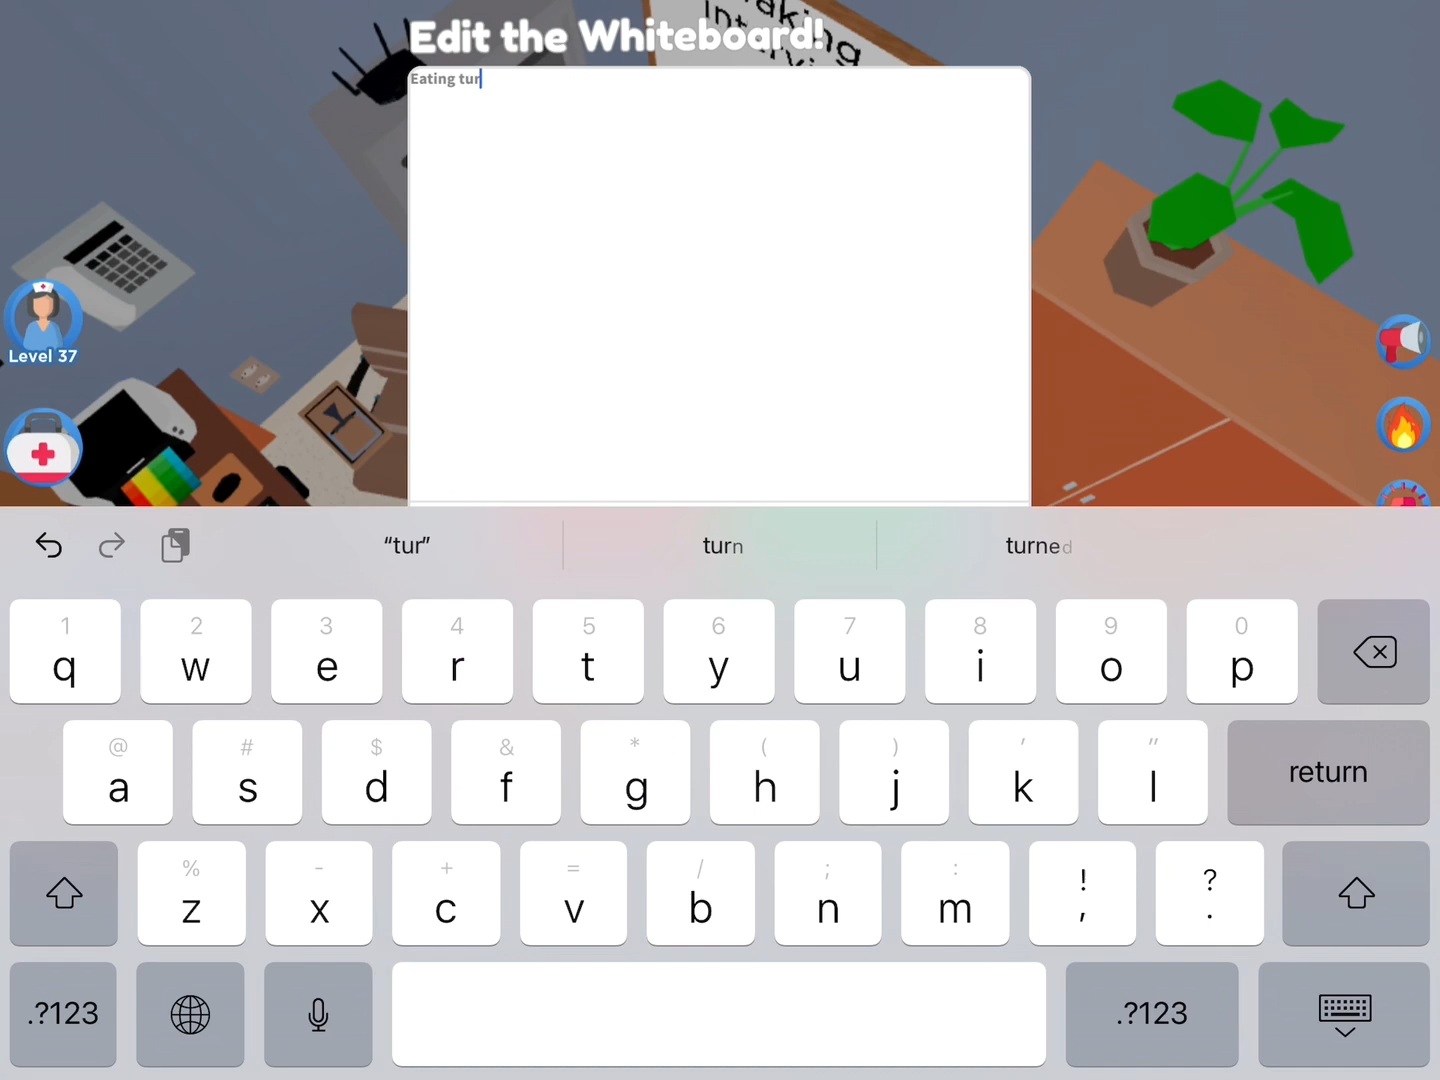 Edit the Whiteboard!
Eating tur
Level 37
“tur”
turn
turned
1 2 3 4 5 6 7 8 9 0
q w e r t y u i o p
@ # $ & * ( ) ' "
a s d f g h j k l return
% - + = / ; : ! ?
z x c v b n m , .
.?123 .?123